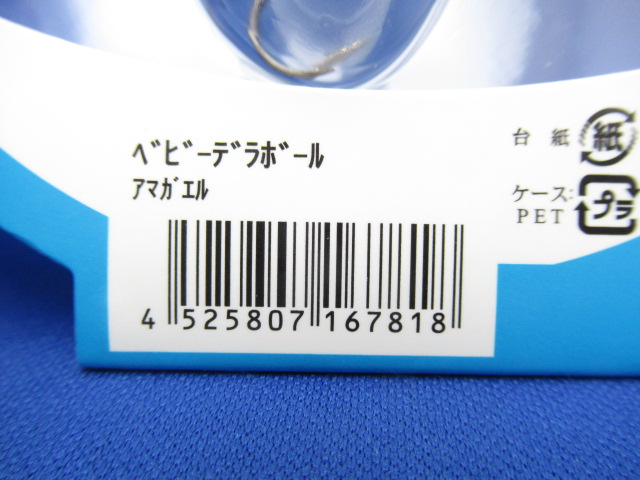 ﾍﾞﾋﾞｰﾃﾞﾗﾎﾞｰﾙ
ｱﾏｶﾞｴﾙ
4 525807 167818
台紙 紙
ケース: プラ
PET